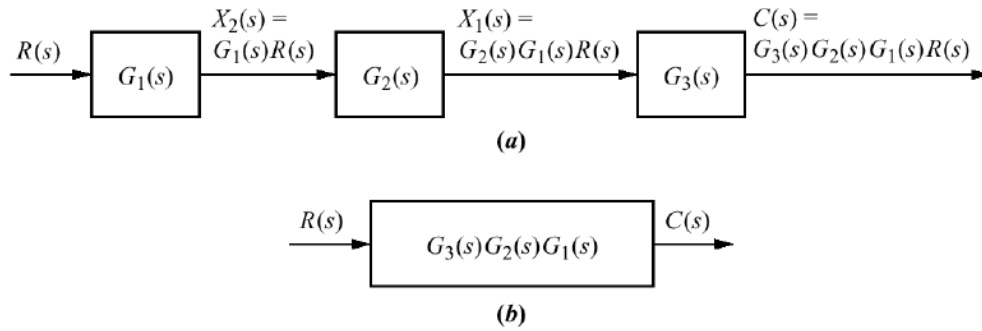 R(s)
G₁(s)
X₂(s) =
G₁(s)R(s)
G₂(s)
X₁(s) =
G₂(s)G₁(s)R(s)
G₃(s)
C(s) =
G₃(s)G₂(s)G₁(s)R(s)
(a)
R(s)
G₃(s)G₂(s)G₁(s)
C(s)
(b)